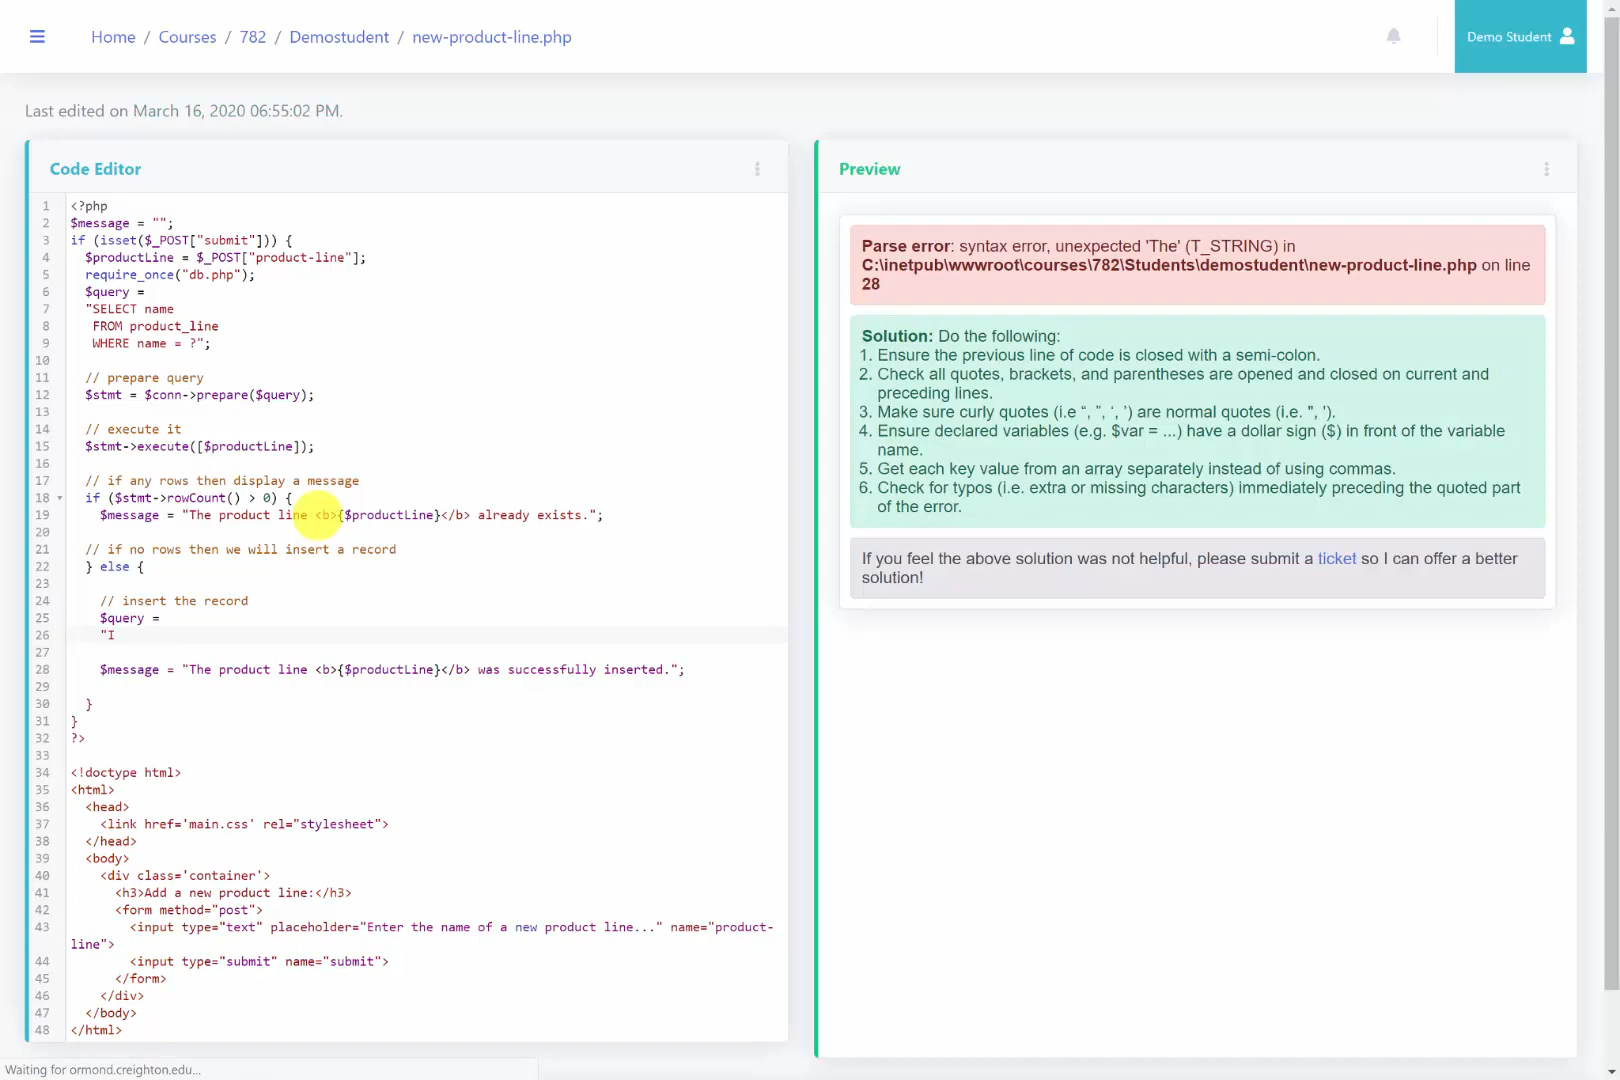 Home / Courses / 782 / Demostudent / new-product-line.php
Demo Student
Last edited on March 16, 2020 06:55:02 PM.
Code Editor
1 <?php
2 $message = "";
3 if (isset($_POST["submit"])) {
4 $productLine = $_POST["product-line"];
5 require_once("db.php");
6 $query =
7 "SELECT name
8 FROM product_line
9 WHERE name = ?";
10
11 // prepare query
12 $stmt = $conn->prepare($query);
13
14 // execute it
15 $stmt->execute([$productLine]);
16
17 // if any rows then display a message
18 if ($stmt->rowCount() > 0) {
19 $message = "The product line <b>{$productLine}</b> already exists.";
20
21 // if no rows then we will insert a record
22 } else {
23
24 // insert the record
25 $query =
26 "I
27
28 $message = "The product line <b>{$productLine}</b> was successfully inserted.";
29
30 }
31 }
32 ?>
33
34 <!doctype html>
35 <html>
36 <head>
37 <link href='main.css' rel="stylesheet">
38 </head>
39 <body>
40 <div class='container'>
41 <h3>Add a new product line:</h3>
42 <form method="post">
43 <input type="text" placeholder="Enter the name of a new product line..." name="product-
line">
44 <input type="submit" name="submit">
45 </form>
46 </div>
47 </body>
48 </html>
Preview
Parse error: syntax error, unexpected 'The' (T_STRING) in
C:\inetpub\wwwroot\courses\782\Students\demostudent\new-product-line.php on line
28
Solution: Do the following:
1. Ensure the previous line of code is closed with a semi-colon.
2. Check all quotes, brackets, and parentheses are opened and closed on current and
preceding lines.
3. Make sure curly quotes (i.e “, ”, ‘, ’) are normal quotes (i.e. ", ').
4. Ensure declared variables (e.g. $var = ...) have a dollar sign ($) in front of the variable
name.
5. Get each key value from an array separately instead of using commas.
6. Check for typos (i.e. extra or missing characters) immediately preceding the quoted part
of the error.
If you feel the above solution was not helpful, please submit a ticket so I can offer a better
solution!
Waiting for ormond.creighton.edu...